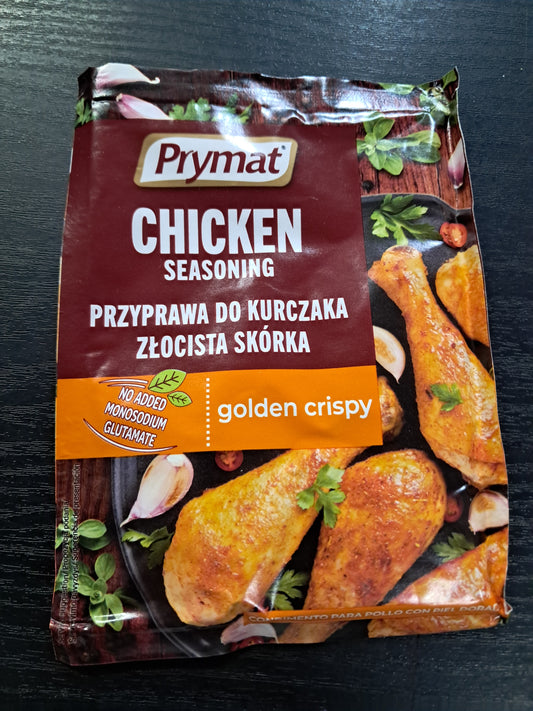 Prymat
CHICKEN
SEASONING
PRZYPRAWA DO KURCZAKA
ZŁOCISTA SKÓRKA
NO ADDED
MONOSODIUM
GLUTAMATE
golden crispy
CONDIMENTO PARA POLLO CON PIEL DORADA